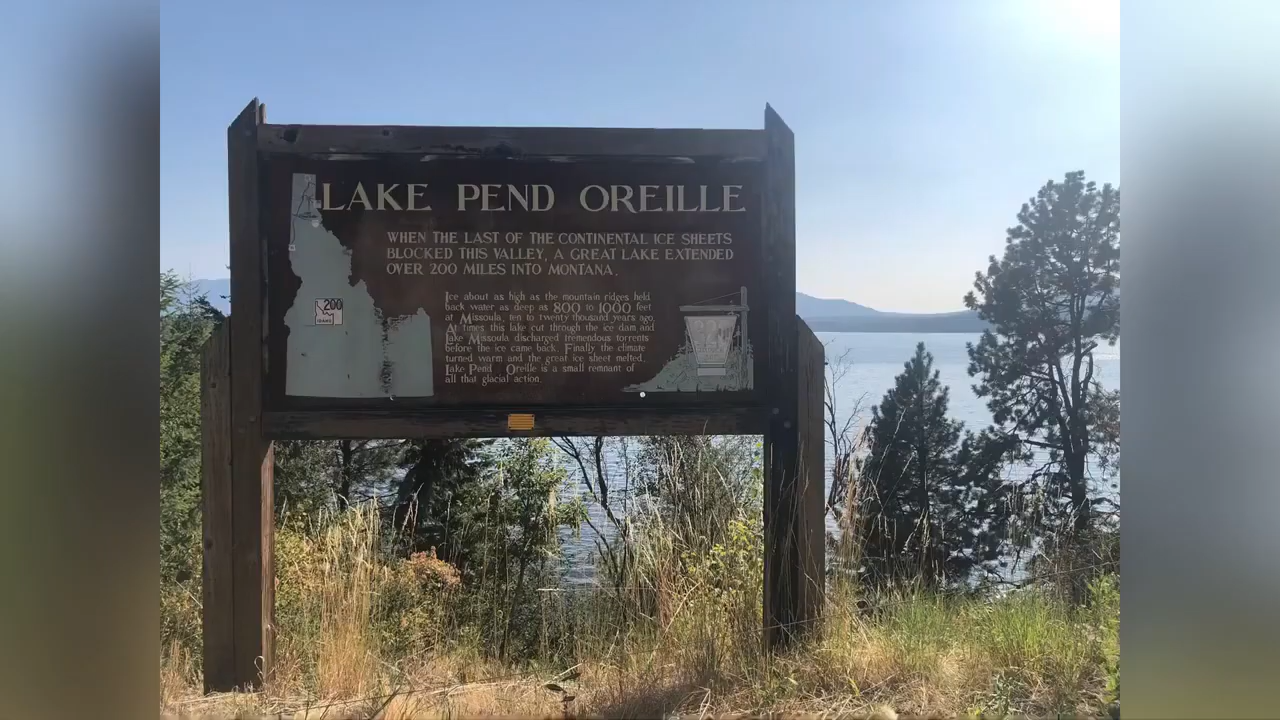 LAKE PEND OREILLE
WHEN THE LAST OF THE CONTINENTAL ICE SHEETS
BLOCKED THIS VALLEY, A GREAT LAKE EXTENDED
OVER 200 MILES INTO MONTANA.
Ice about as high as the mountain ridges held
back water as deep as 800 to 1000 feet
at Missoula, ten to twenty thousand years ago.
At times this lake cut through the ice dam and
Lake Missoula discharged tremendous torrents
before the ice came back. Finally the climate
turned warm and the great ice sheet melted.
Lake Pend Oreille is a small remnant of
all that glacial action.
200
IDAHO